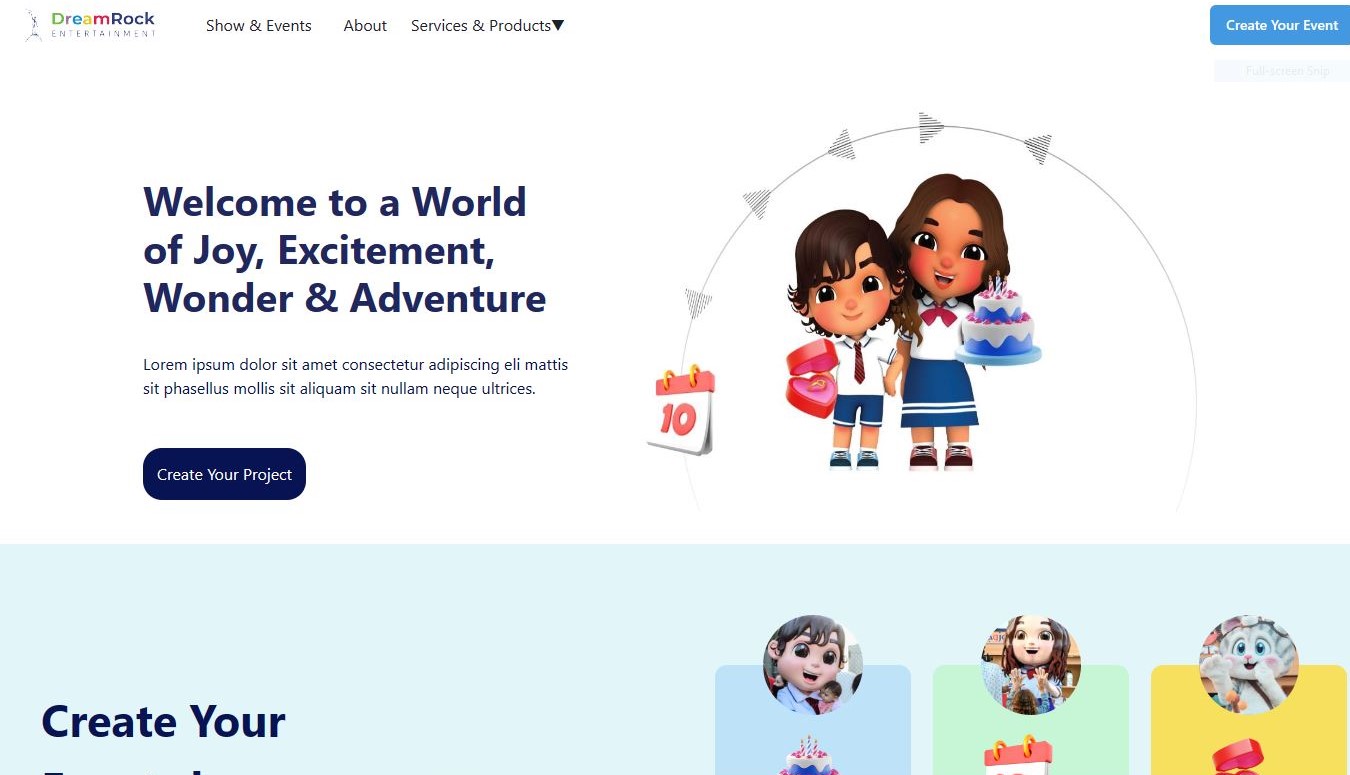 DreamRock
ENTERTAINMENT
Show & Events
About
Services & Products▼
Create Your Event
Full-screen Snip
Welcome to a World
of Joy, Excitement,
Wonder & Adventure
Lorem ipsum dolor sit amet consectetur adipiscing eli mattis
sit phasellus mollis sit aliquam sit nullam neque ultrices.
10
Create Your Project
Create Your